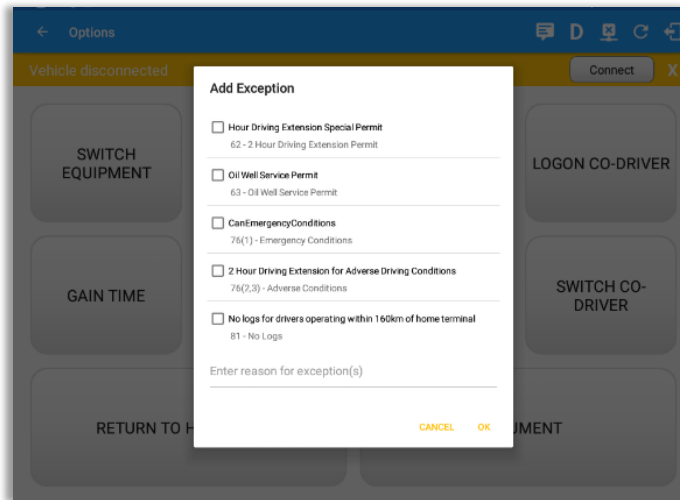 Options
D
Vehicle disconnected
Connect
X
Add Exception
Hour Driving Extension Special Permit
62 - 2 Hour Driving Extension Permit
Oil Well Service Permit
63 - Oil Well Service Permit
CanEmergencyConditions
76(1) - Emergency Conditions
2 Hour Driving Extension for Adverse Driving Conditions
76(2,3) - Adverse Conditions
No logs for drivers operating within 160km of home terminal
81 - No Logs
Enter reason for exception(s)
CANCEL
OK
SWITCH
EQUIPMENT
LOGON CO-DRIVER
GAIN TIME
SWITCH CO-
DRIVER
RETURN TO